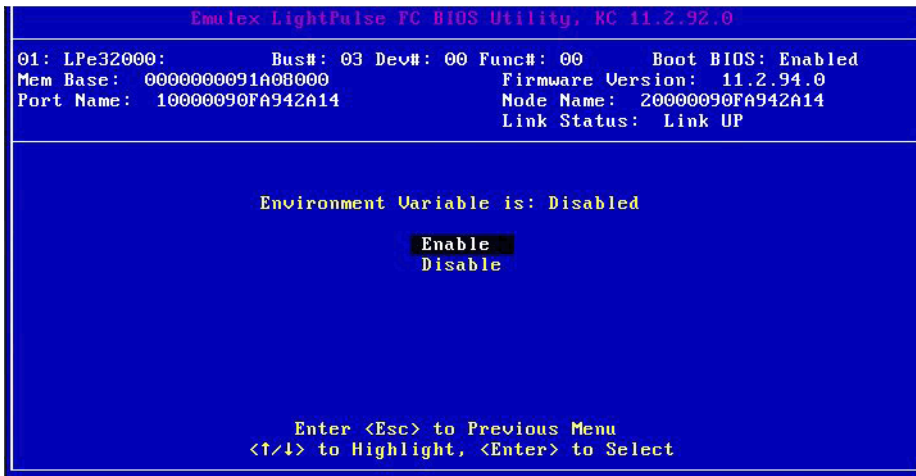 Emulex LightPulse FC BIOS Utility, KC 11.2.92.0
01: LPe32000: Bus#: 03 Dev#: 00 Func#: 00 Boot BIOS: Enabled
Mem Base: 0000000091A08000 Firmware Version: 11.2.94.0
Port Name: 10000090FA942A14 Node Name: 20000090FA942A14
Link Status: Link UP
Environment Variable is: Disabled
Enable
Disable
Enter <Esc> to Previous Menu
<↑/↓> to Highlight, <Enter> to Select